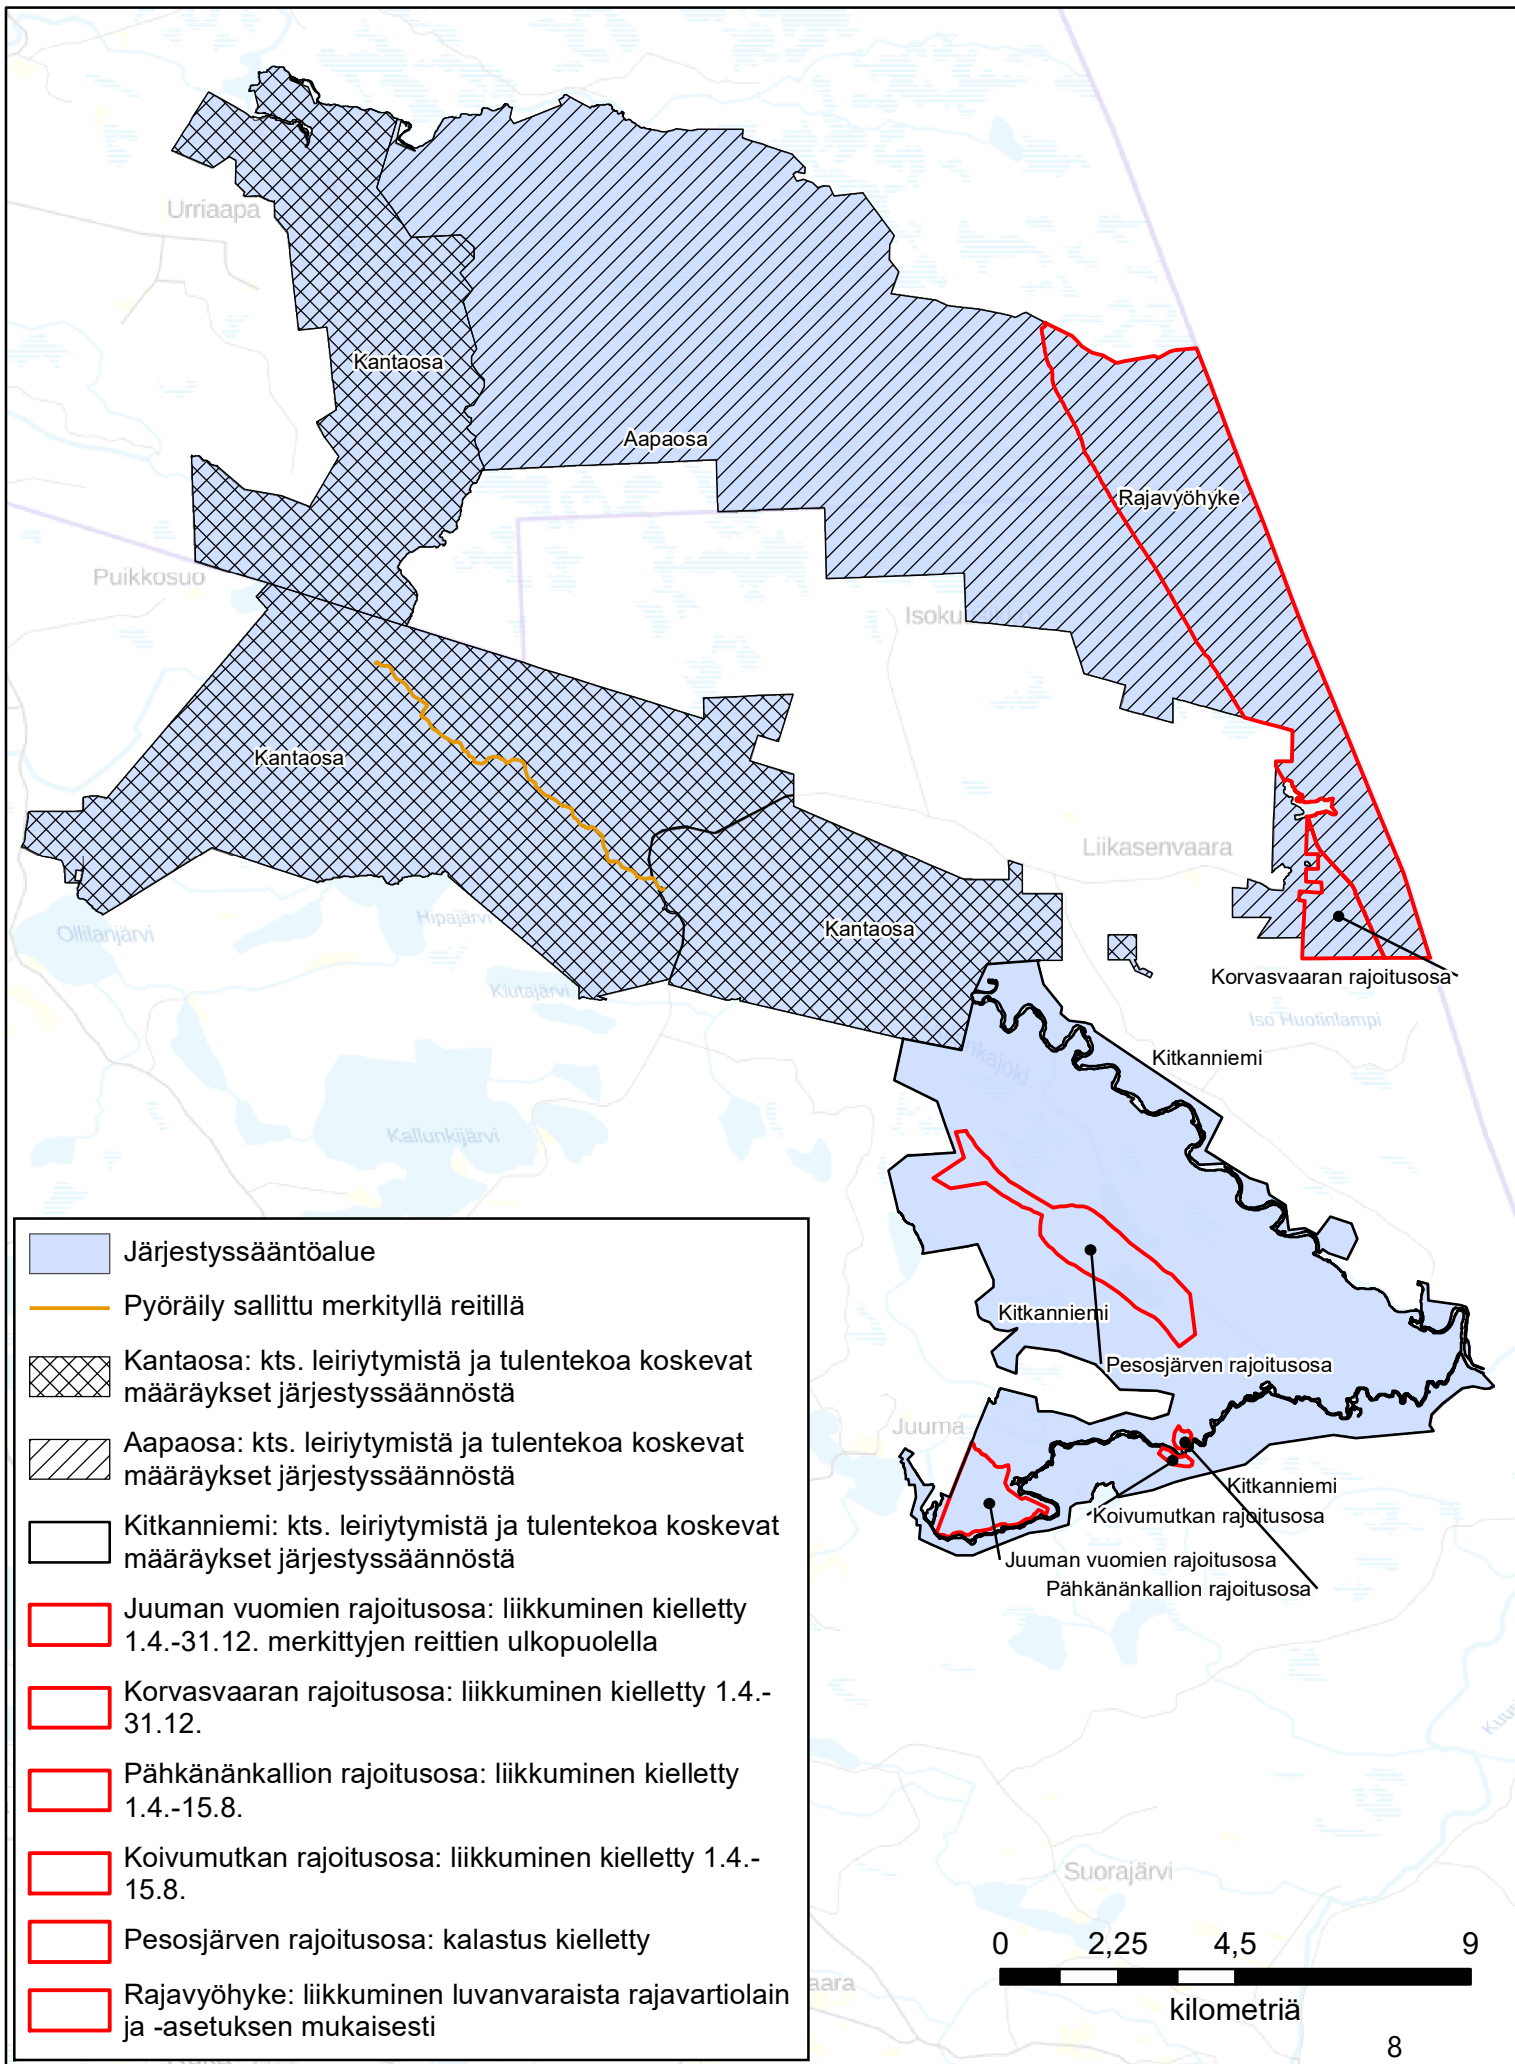 Urriaapa
Kantaosa
Aapaosa
Rajavyöhyke
Puikkosuo
Kantaosa
Liikasenvaara
Kantaosa
Ollilanjärvi
Hipajärvi
Kiutajärvi
Korvasvaaran rajoitusosa
Iso Huotinlampi
Kitkanniemi
Kallunkijärvi
Kitkanniemi
Pesosjärven rajoitusosa
Juuma
Kitkanniemi
Koivumutkan rajoitusosa
Juuman vuomien rajoitusosa
Pähkänänkallion rajoitusosa
Suorajärvi
Järjestyssääntöalue
Pyöräily sallittu merkityllä reitillä
Kantaosa: kts. leiriytymistä ja tulentekoa koskevat
määräykset järjestyssäännöstä
Aapaosa: kts. leiriytymistä ja tulentekoa koskevat
määräykset järjestyssäännöstä
Kitkanniemi: kts. leiriytymistä ja tulentekoa koskevat
määräykset järjestyssäännöstä
Juuman vuomien rajoitusosa: liikkuminen kielletty
1.4.-31.12. merkittyjen reittien ulkopuolella
Korvasvaaran rajoitusosa: liikkuminen kielletty 1.4.-
31.12.
Pähkänänkallion rajoitusosa: liikkuminen kielletty
1.4.-15.8.
Koivumutkan rajoitusosa: liikkuminen kielletty 1.4.-
15.8.
Pesosjärven rajoitusosa: kalastus kielletty
Rajavyöhyke: liikkuminen luvanvaraista rajavartiolain
ja -asetuksen mukaisesti
0 2,25 4,5 9
kilometriä
8